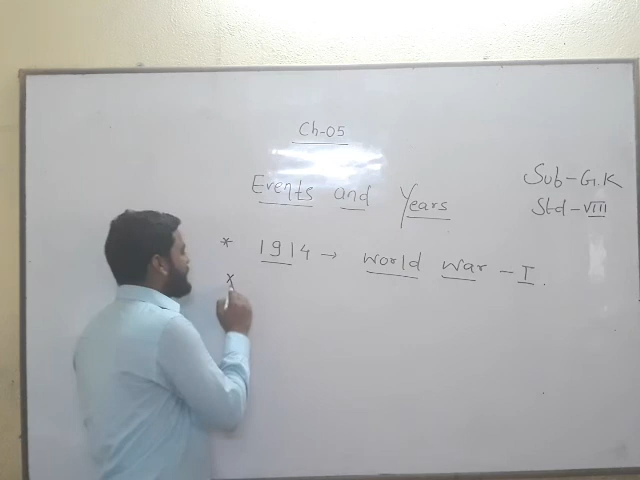 Ch-05
Events and Years
Sub-G.K
Std-VIII
* 1914 → World War - I.
*